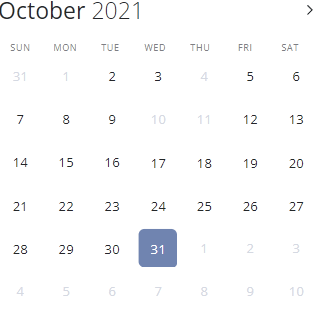 October 2021
SUN MON TUE WED THU FRI SAT
31 1 2 3 4 5 6
7 8 9 10 11 12 13
14 15 16 17 18 19 20
21 22 23 24 25 26 27
28 29 30 31 1 2 3
4 5 6 7 8 9 10